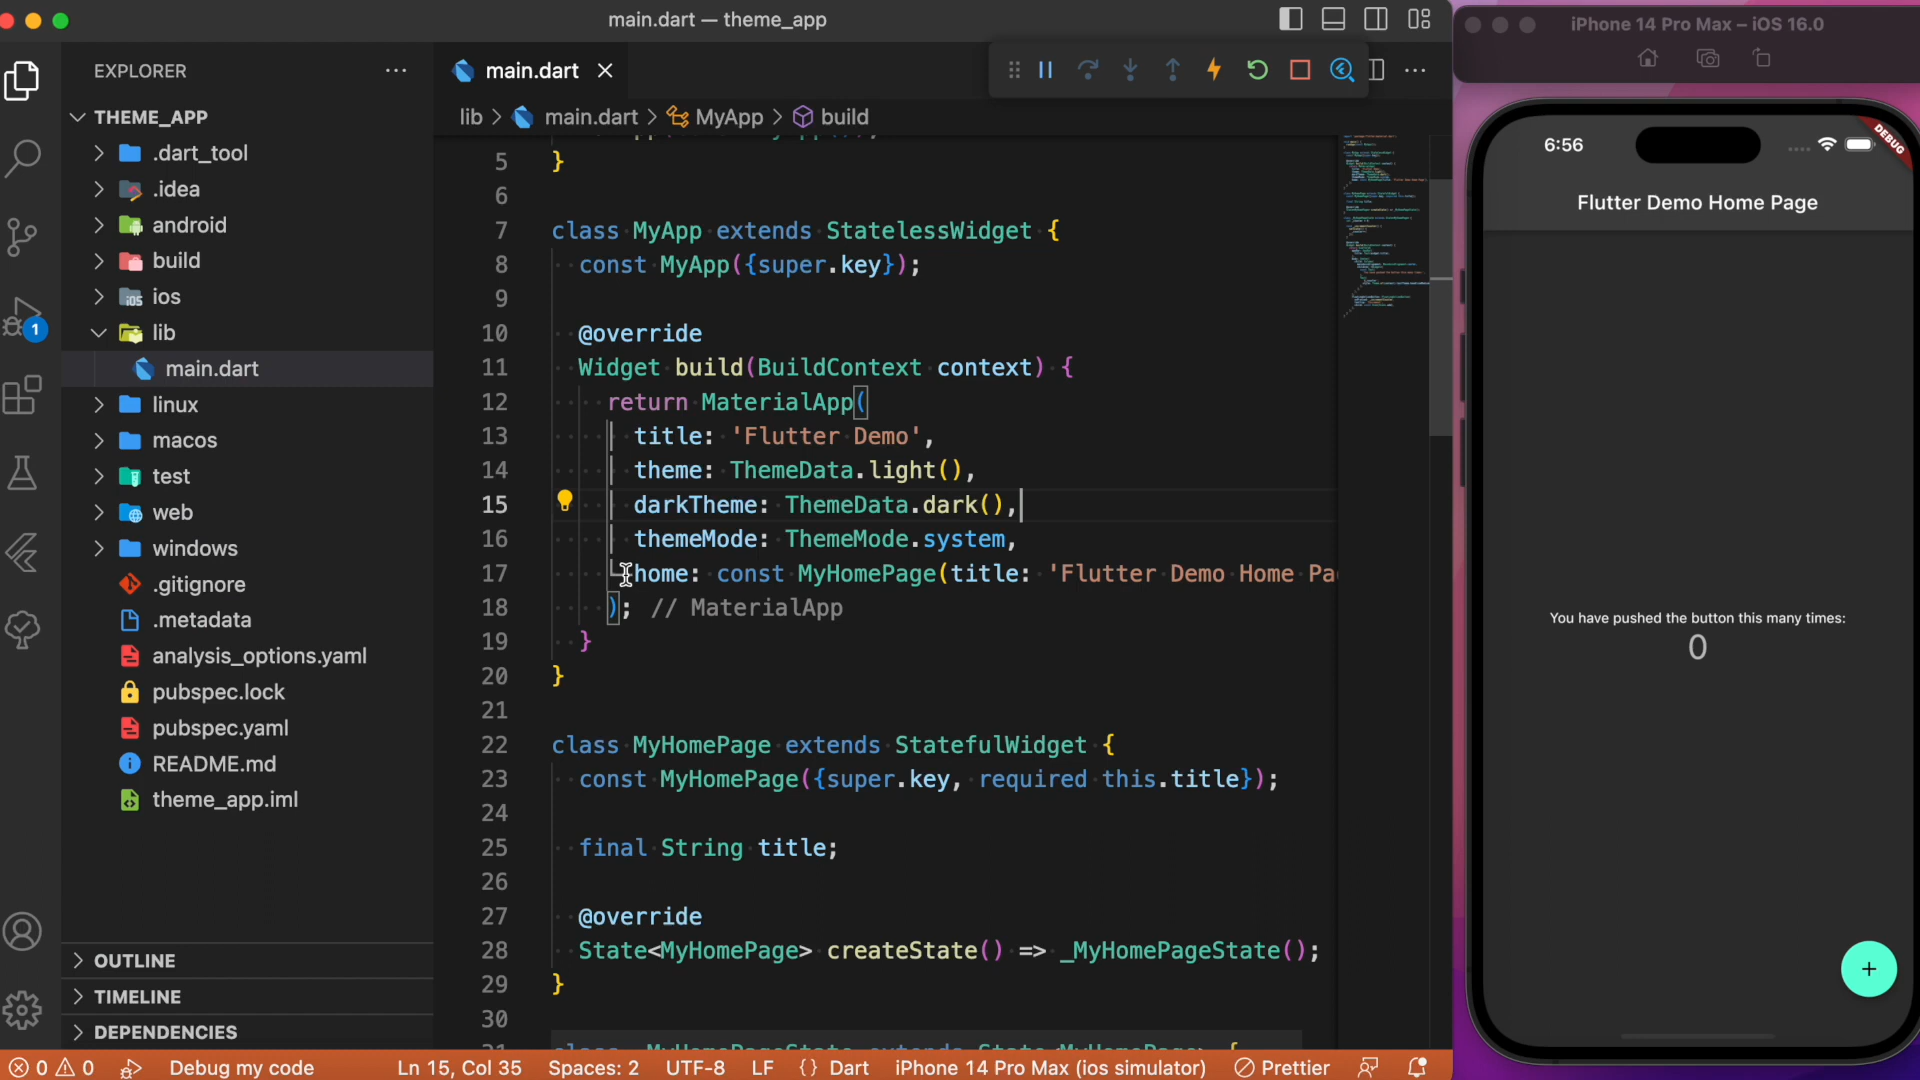 main.dart — theme_app
EXPLORER
THEME_APP
.dart_tool
.idea
android
build
ios
lib
main.dart
linux
macos
test
web
windows
.gitignore
.metadata
analysis_options.yaml
pubspec.lock
pubspec.yaml
README.md
theme_app.iml
OUTLINE
TIMELINE
DEPENDENCIES
1
main.dart
lib > main.dart > MyApp > build
5 }
6
7 class MyApp extends StatelessWidget {
8 const MyApp({super.key});
9
10 @override
11 Widget build(BuildContext context) {
12 return MaterialApp(
13 title: 'Flutter Demo',
14 theme: ThemeData.light(),
15 darkTheme: ThemeData.dark(),
16 themeMode: ThemeMode.system,
17 home: const MyHomePage(title: 'Flutter Demo Home Pa
18 ); // MaterialApp
19 }
20 }
21
22 class MyHomePage extends StatefulWidget {
23 const MyHomePage({super.key, required this.title});
24
25 final String title;
26
27 @override
28 State<MyHomePage> createState() => _MyHomePageState();
29 }
30
0 0 Debug my code Ln 15, Col 35 Spaces: 2 UTF-8 LF {} Dart iPhone 14 Pro Max (ios simulator) Prettier
iPhone 14 Pro Max – iOS 16.0
6:56
DEBUG
Flutter Demo Home Page
You have pushed the button this many times:
0
+